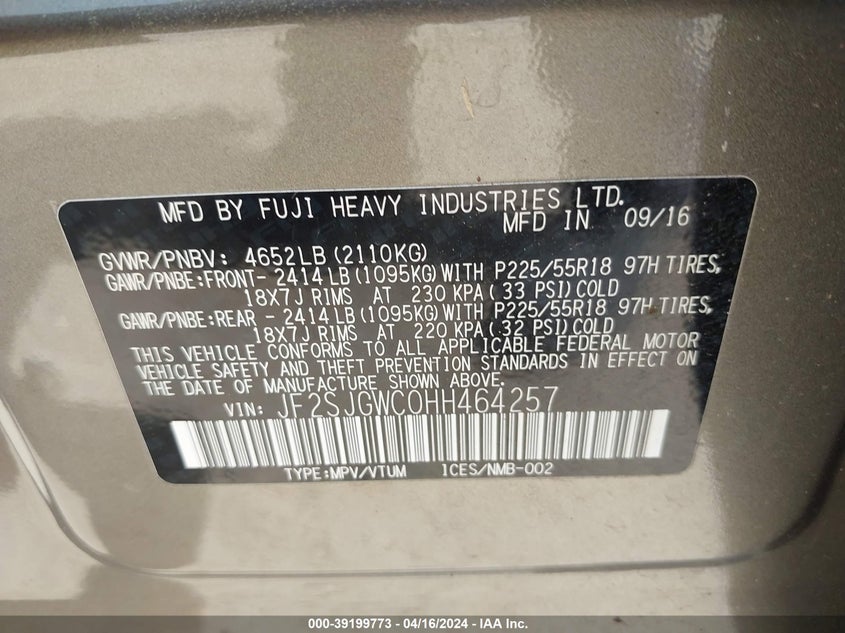 MFD BY FUJI HEAVY INDUSTRIES LTD.
MFD IN 09/16
GVWR/PNBV: 4652LB (2110KG)
GAWR/PNBE:FRONT- 2414LB (1095KG) WITH P225/55R18 97H TIRES,
18X7J RIMS AT 230 KPA( 33 PSI) COLD
GAWR/PNBE:REAR - 2414LB (1095KG) WITH P225/55R18 97H TIRES,
18X7J RIMS AT 220 KPA( 32 PSI) COLD
THIS VEHICLE CONFORMS TO ALL APPLICABLE FEDERAL MOTOR
VEHICLE SAFETY AND THEFT PREVENTION STANDARDS IN EFFECT ON
THE DATE OF MANUFACTURE SHOWN ABOVE.
VIN: JF2SJGWC0HH464257
TYPE:MPV/VTUM ICES/NMB-002
000-39199773 - 04/16/2024 - IAA Inc.